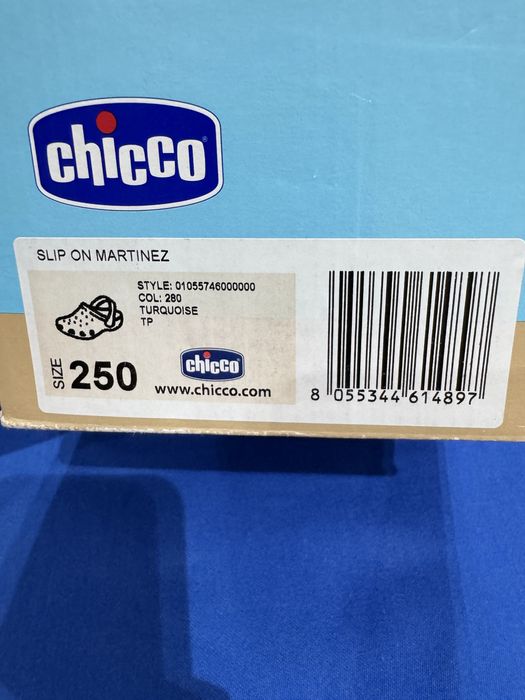 chicco
SLIP ON MARTINEZ
STYLE: 01055746000000
COL: 280
TURQUOISE
TP
SIZE 250
chicco
www.chicco.com
8 055344 614897